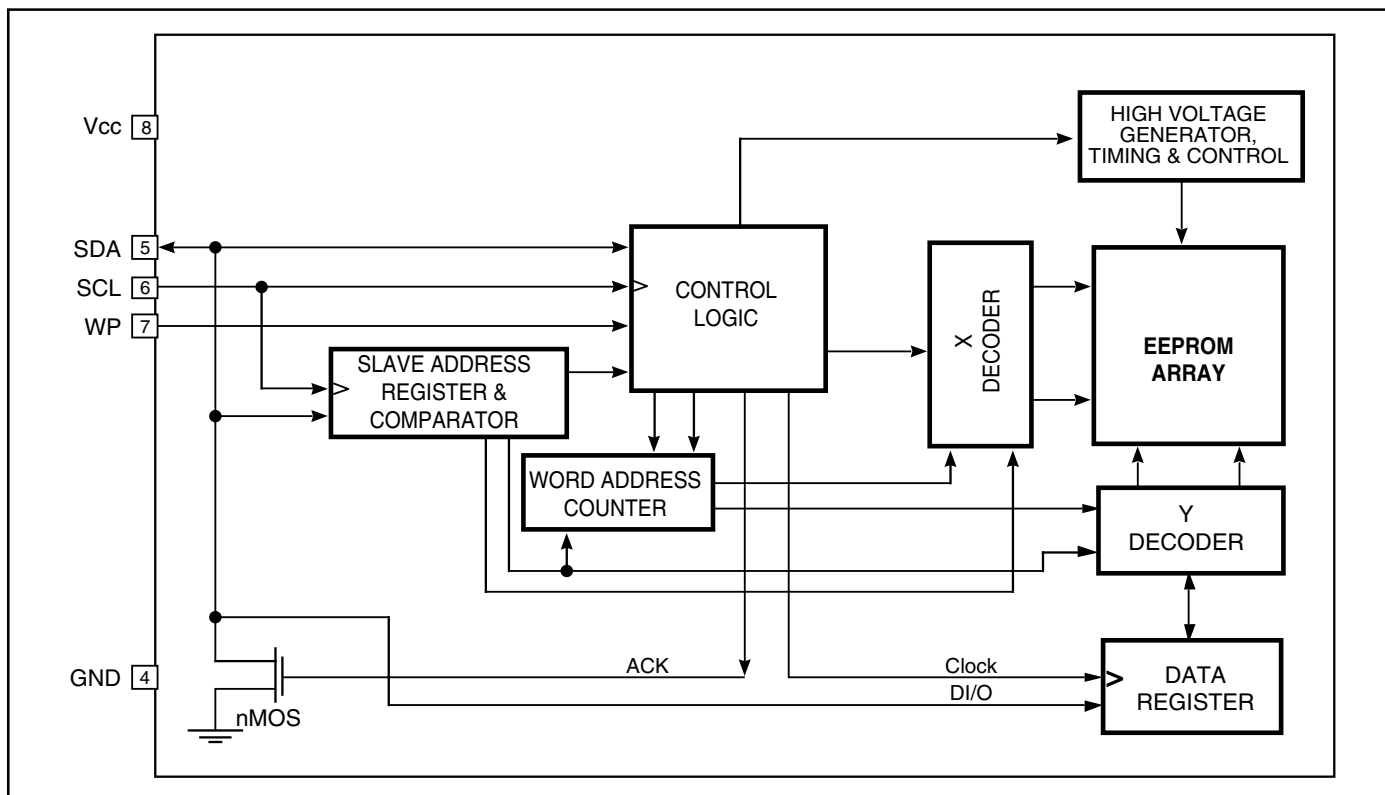 Vcc 8
HIGH VOLTAGE
GENERATOR,
TIMING & CONTROL
SDA 5
SCL 6
WP 7
CONTROL
LOGIC
X
DECODER
EEPROM
ARRAY
SLAVE ADDRESS
REGISTER &
COMPARATOR
WORD ADDRESS
COUNTER
Y
DECODER
GND 4
nMOS
ACK
Clock
DI/O
DATA
REGISTER